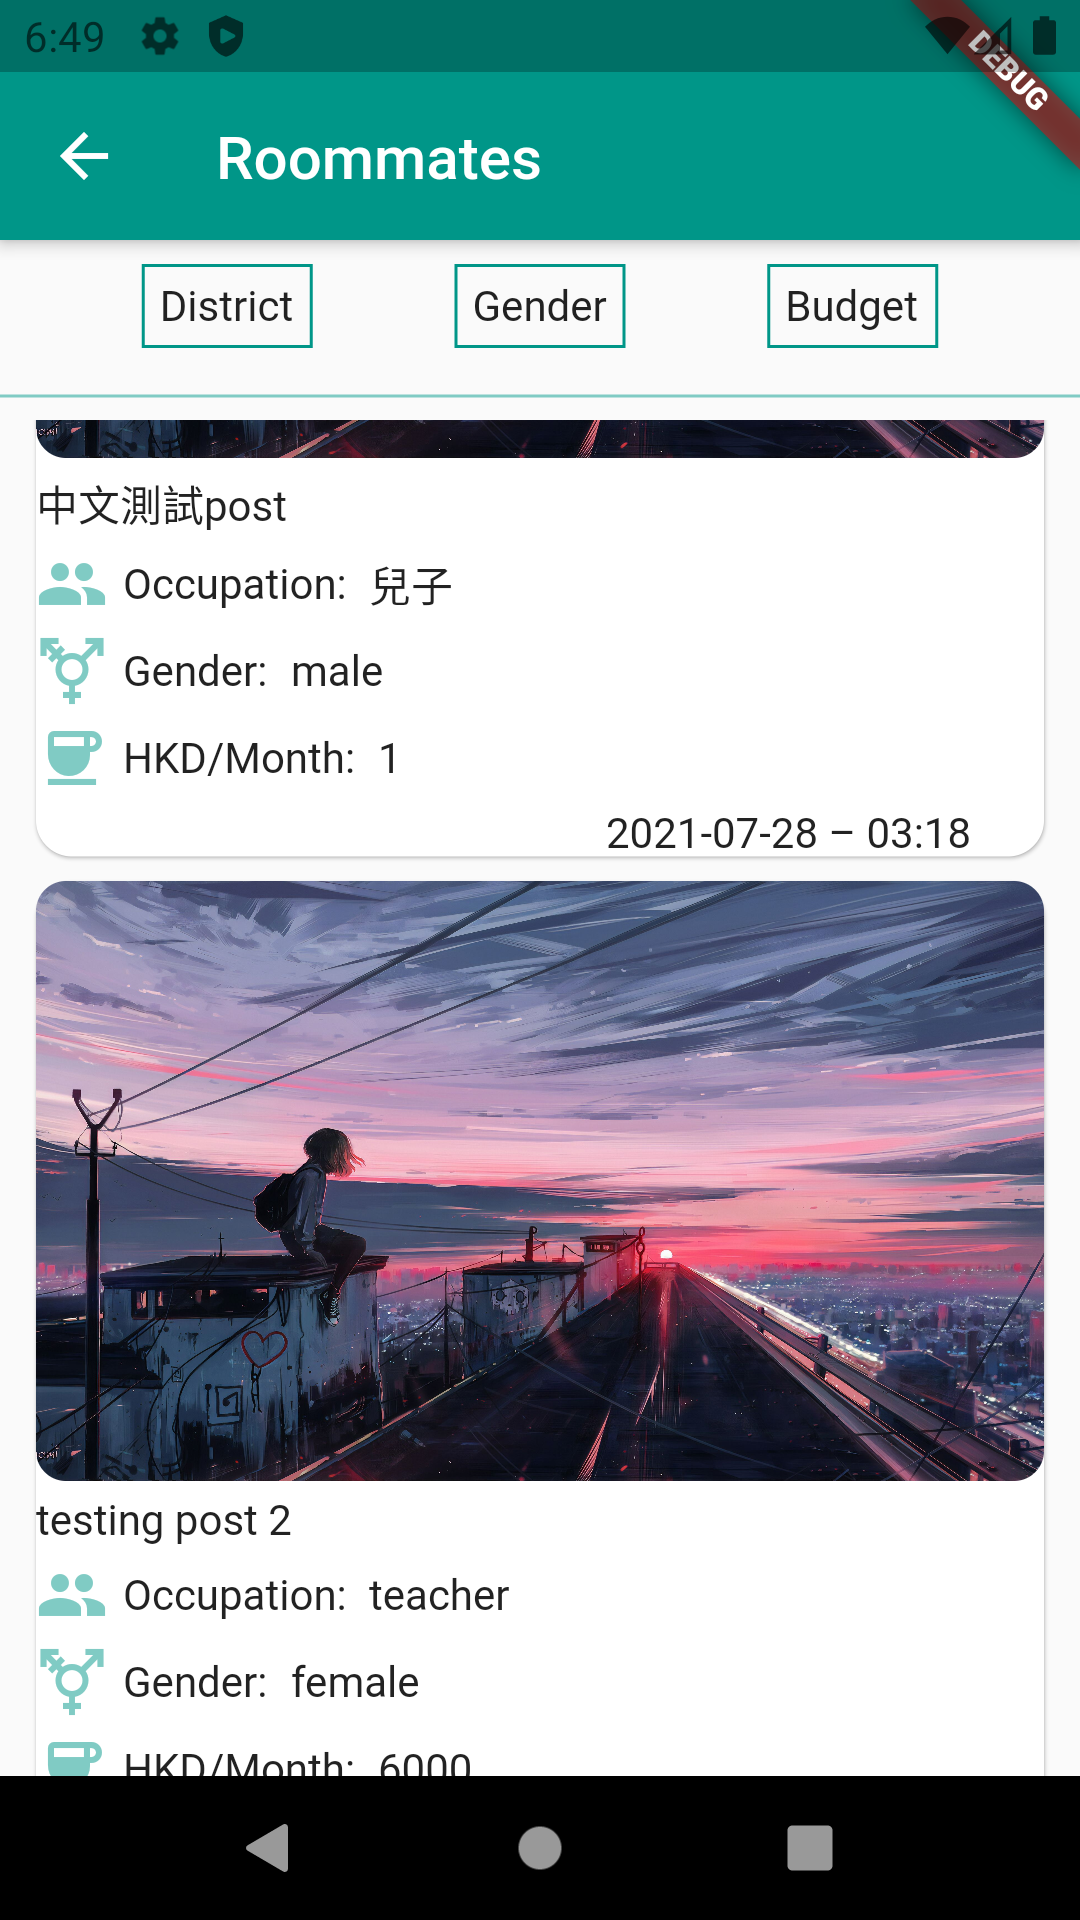 6:49
DEBUG
Roommates
District Gender Budget
中文測試post
Occupation: 兒子
Gender: male
HKD/Month: 1
2021-07-28 – 03:18
testing post 2
Occupation: teacher
Gender: female
HKD/Month: 6000